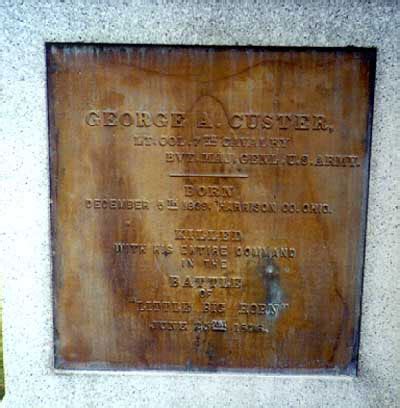 GEORGE A. CUSTER,
LT. COL. 7TH CAVALRY
BVT. MAJ. GENL. U.S. ARMY.
BORN
DECEMBER 5TH 1839. HARRISON CO. OHIO.
KILLED
WITH HIS ENTIRE COMMAND
IN THE
BATTLE
OF
"LITTLE BIG HORN"
JUNE 25TH 1876.